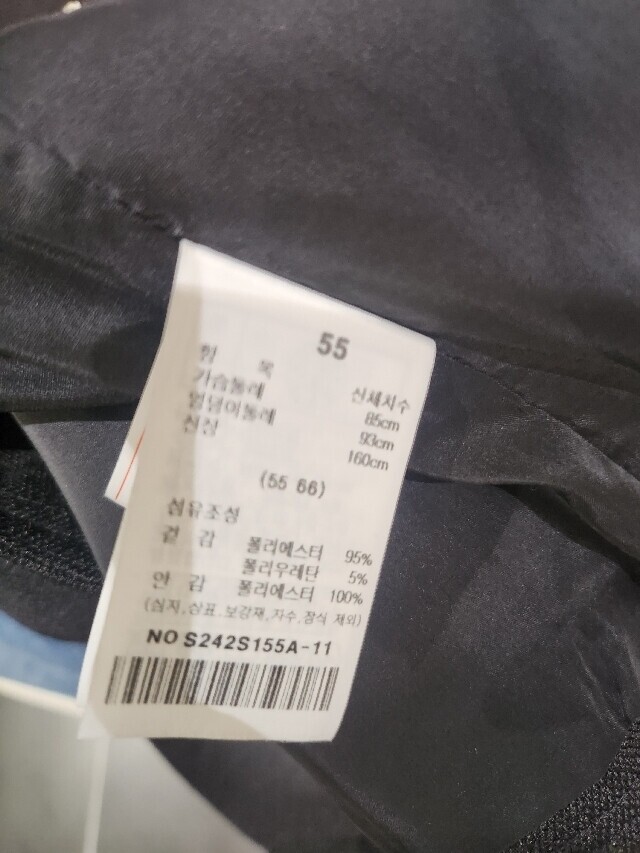 55
항 목 신체치수
가슴둘레 85cm
엉덩이둘레 93cm
신장 160cm
(55 66)
섬유조성
겉 감 폴리에스터 95%
폴리우레탄 5%
안 감 폴리에스터 100%
(심지,상표.보강재,자수,장식 제외)
NO S242S155A-11